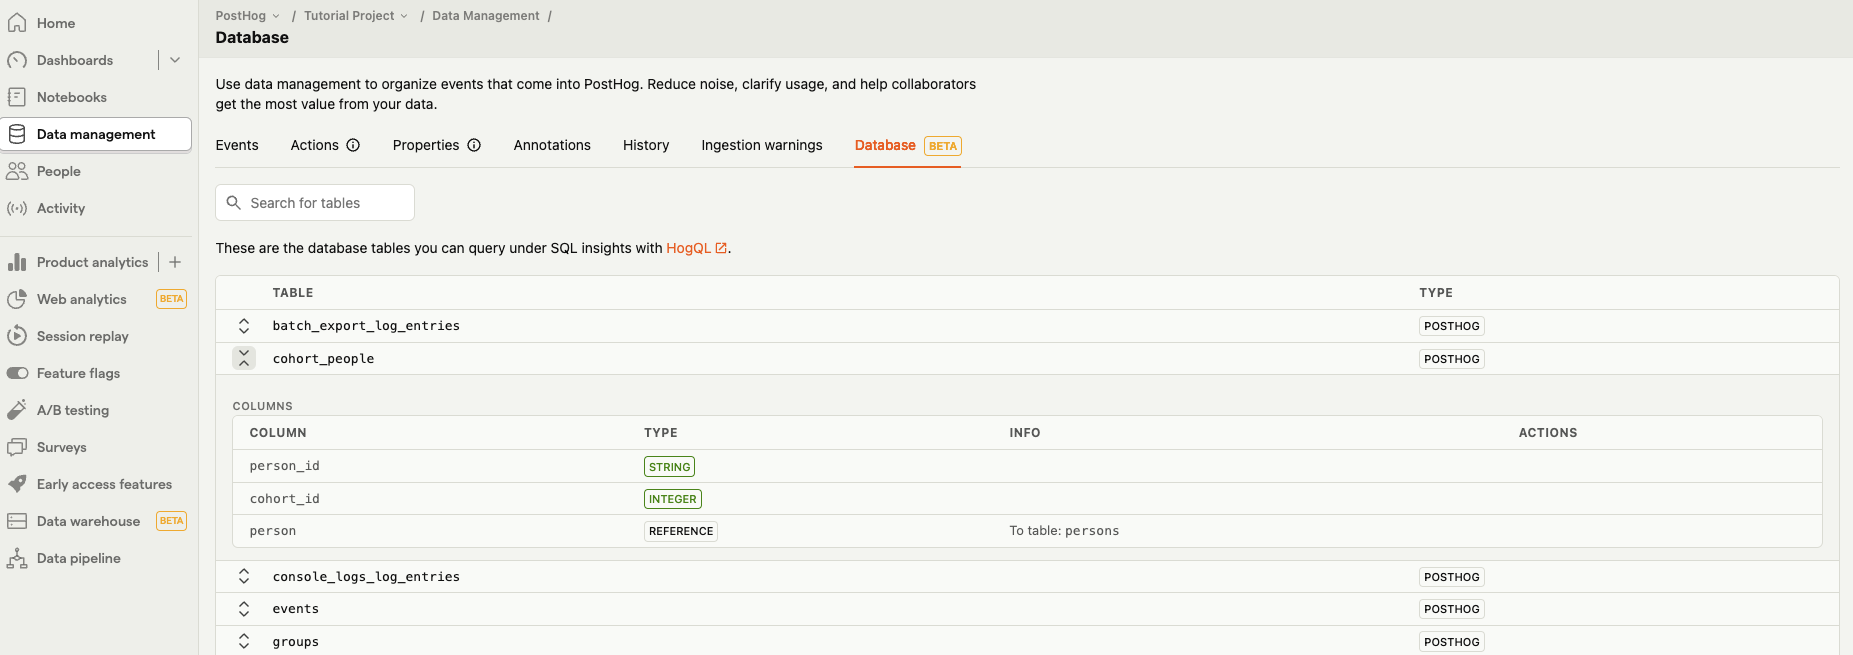 Home
Dashboards
Notebooks
Data management
People
Activity
Product analytics
Web analytics BETA
Session replay
Feature flags
A/B testing
Surveys
Early access features
Data warehouse BETA
Data pipeline
PostHog / Tutorial Project / Data Management /
Database
Use data management to organize events that come into PostHog. Reduce noise, clarify usage, and help collaborators
get the most value from your data.
Events Actions Properties Annotations History Ingestion warnings Database BETA
Search for tables
These are the database tables you can query under SQL insights with HogQL.
TABLE TYPE
batch_export_log_entries POSTHOG
cohort_people POSTHOG
COLUMNS
COLUMN TYPE INFO ACTIONS
person_id STRING
cohort_id INTEGER
person REFERENCE To table: persons
console_logs_log_entries POSTHOG
events POSTHOG
groups POSTHOG